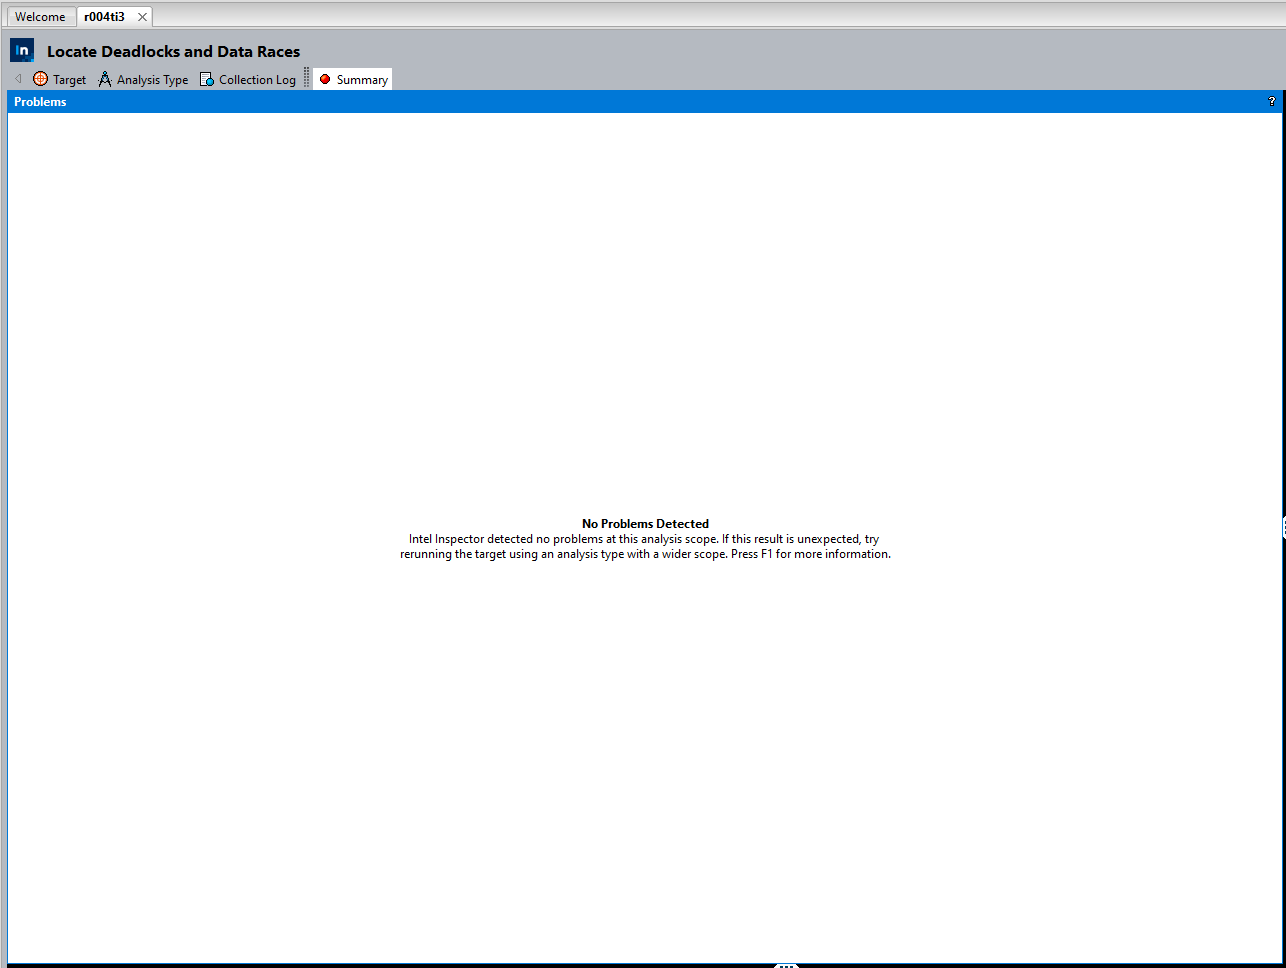 Welcome r004ti3
In Locate Deadlocks and Data Races
Target Analysis Type Collection Log Summary
Problems ?
No Problems Detected
Intel Inspector detected no problems at this analysis scope. If this result is unexpected, try
rerunning the target using an analysis type with a wider scope. Press F1 for more information.